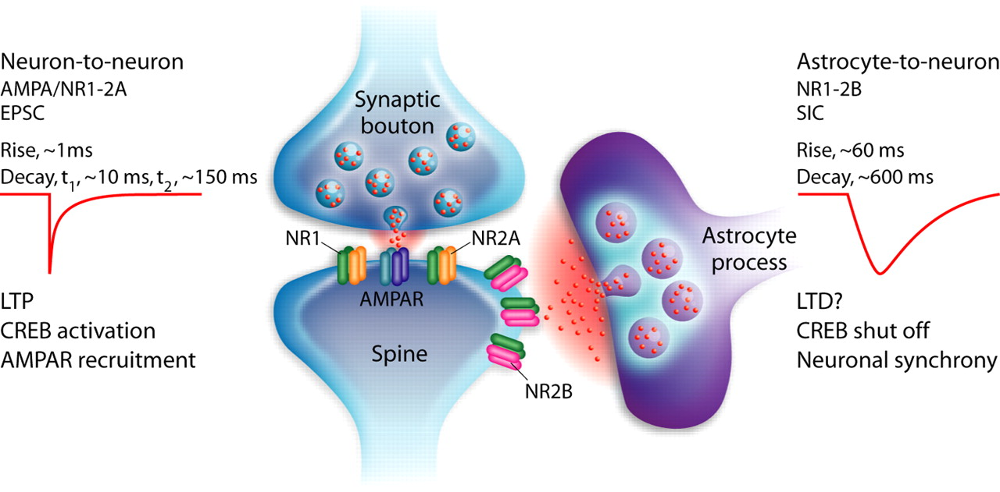 Neuron-to-neuron
AMPA/NR1-2A
EPSC
Rise, ~1ms
Decay, t1, ~10 ms, t2, ~150 ms
LTP
CREB activation
AMPAR recruitment
Synaptic
bouton
NR1
NR2A
AMPAR
Spine
NR2B
Astrocyte
process
Astrocyte-to-neuron
NR1-2B
SIC
Rise, ~60 ms
Decay, ~600 ms
LTD?
CREB shut off
Neuronal synchrony